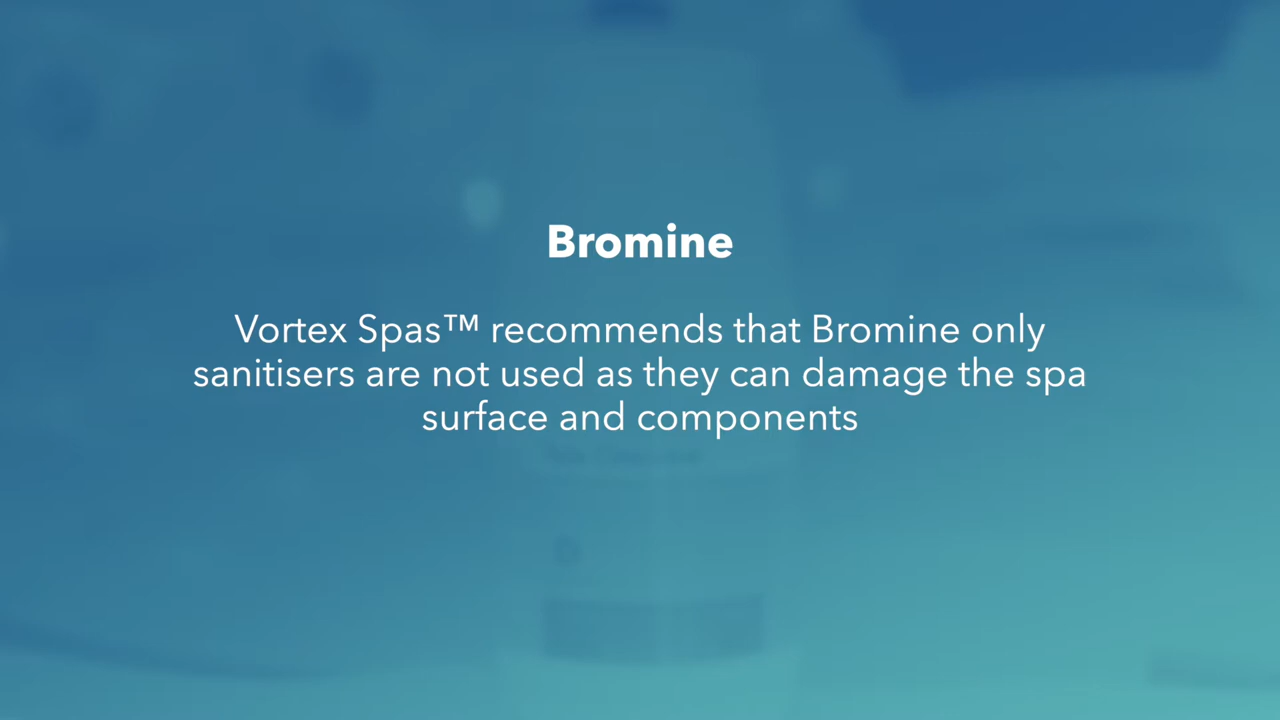 Bromine
Vortex Spas™ recommends that Bromine only
sanitisers are not used as they can damage the spa
surface and components